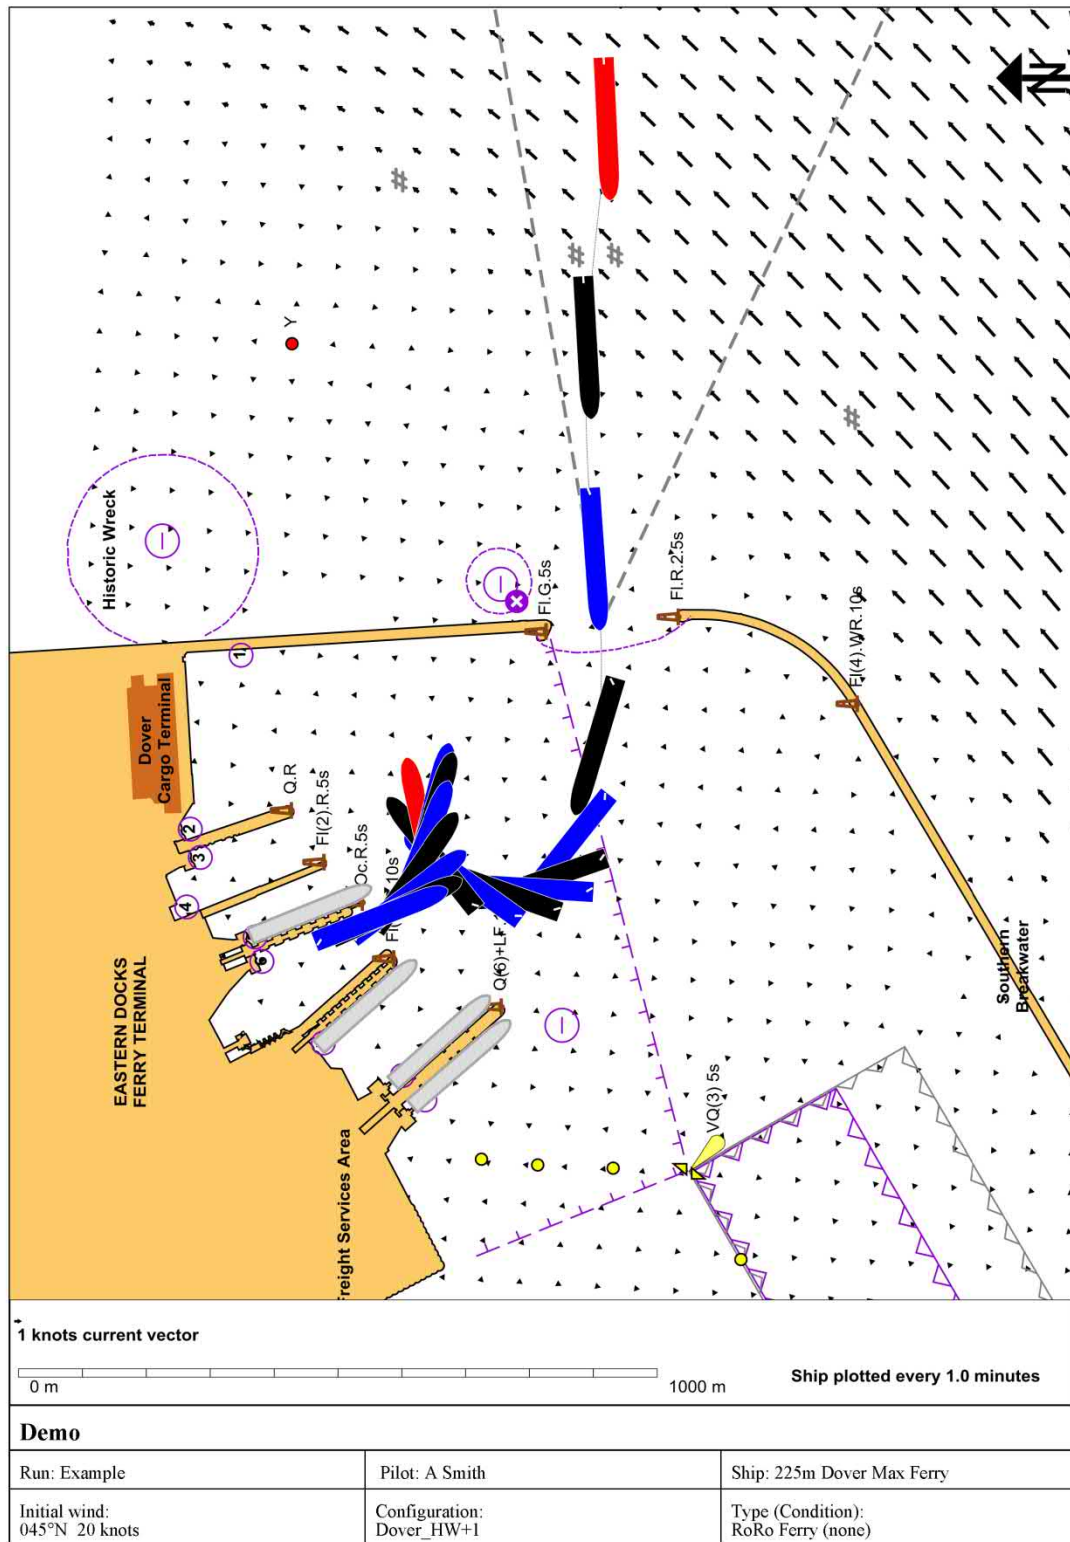 N
Y
Historic Wreck
Fl.G.5s
Fl.R.2.5s
Fl(4).WR.10s
1
Dover
Cargo Terminal
2
3
4
Q.R
Fl(2).R.5s
Oc.R.5s
10s
6
Q(6)+LF
EASTERN DOCKS
FERRY TERMINAL
Southern
Breakwater
VQ(3) 5s
Freight Services Area
1 knots current vector
0 m
1000 m
Ship plotted every 1.0 minutes
Demo
Run: Example
Pilot: A Smith
Ship: 225m Dover Max Ferry
Initial wind:
045°N 20 knots
Configuration:
Dover_HW+1
Type (Condition):
RoRo Ferry (none)